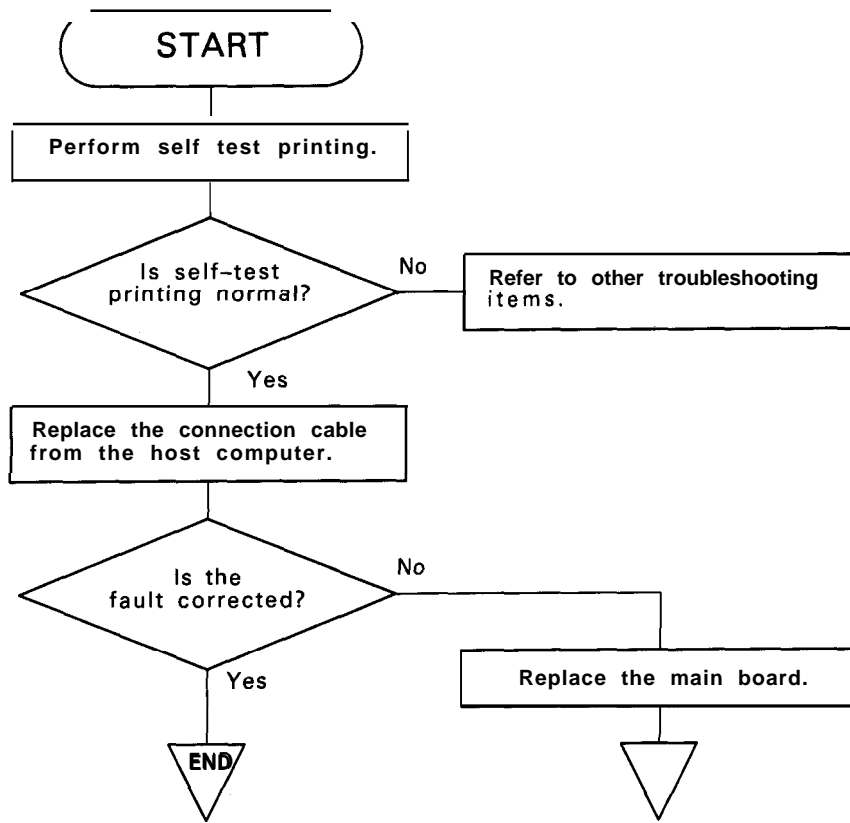 START
Perform self test printing.
Is self-test
printing normal?
No
Refer to other troubleshooting
items.
Yes
Replace the connection cable
from the host computer.
Is the
fault corrected?
No
Yes
Replace the main board.
END